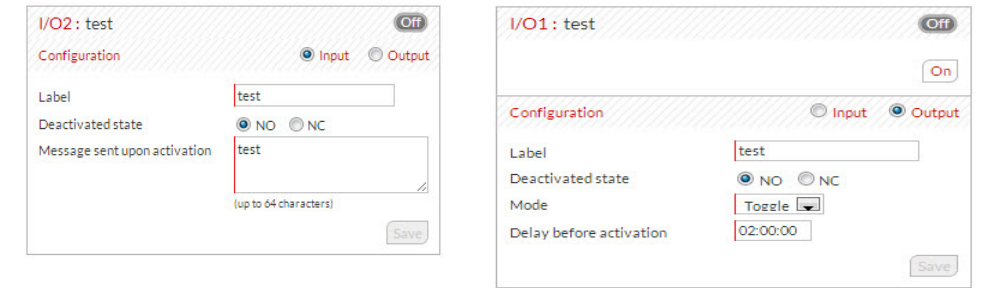 I/O2 : test Off
Configuration Input Output
Label test
Deactivated state NO NC
Message sent upon activation test
(up to 64 characters)
Save
I/O1 : test Off
On
Configuration Input Output
Label test
Deactivated state NO NC
Mode Toggle
Delay before activation 02:00:00
Save